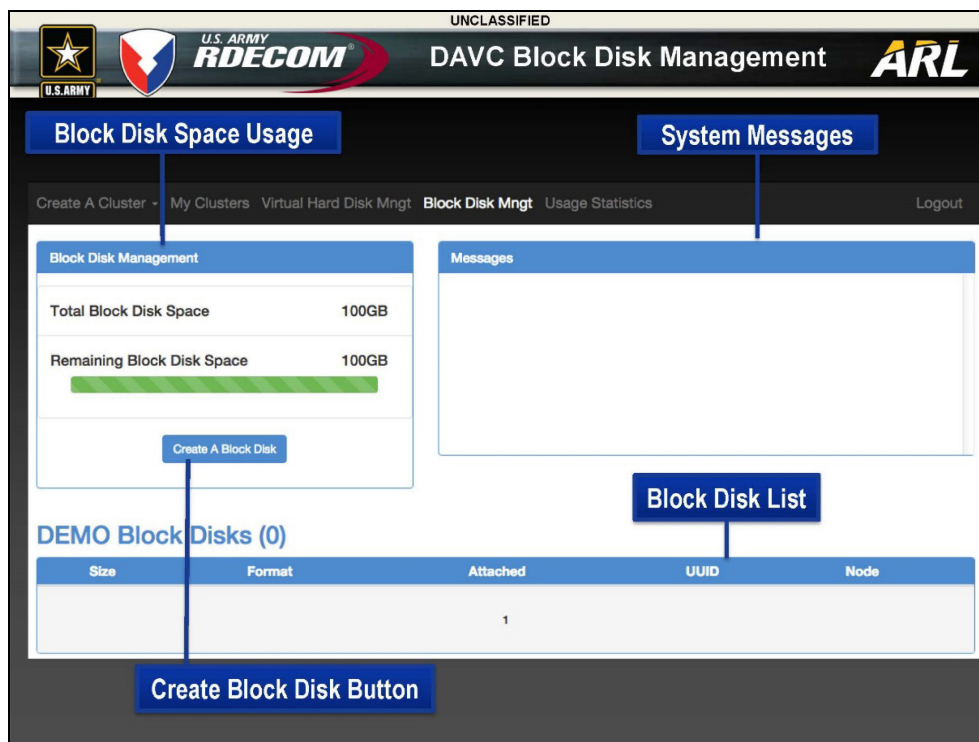 UNCLASSIFIED
U.S.ARMY
U.S. ARMY
RDECOM®
DAVC Block Disk Management
ARL
Block Disk Space Usage
System Messages
Create A Cluster My Clusters Virtual Hard Disk Mngt Block Disk Mngt Usage Statistics Logout
Block Disk Management
Messages
Total Block Disk Space 100GB
Remaining Block Disk Space 100GB
Create A Block Disk
Block Disk List
DEMO Block Disks (0)
Size Format Attached UUID Node
1
Create Block Disk Button